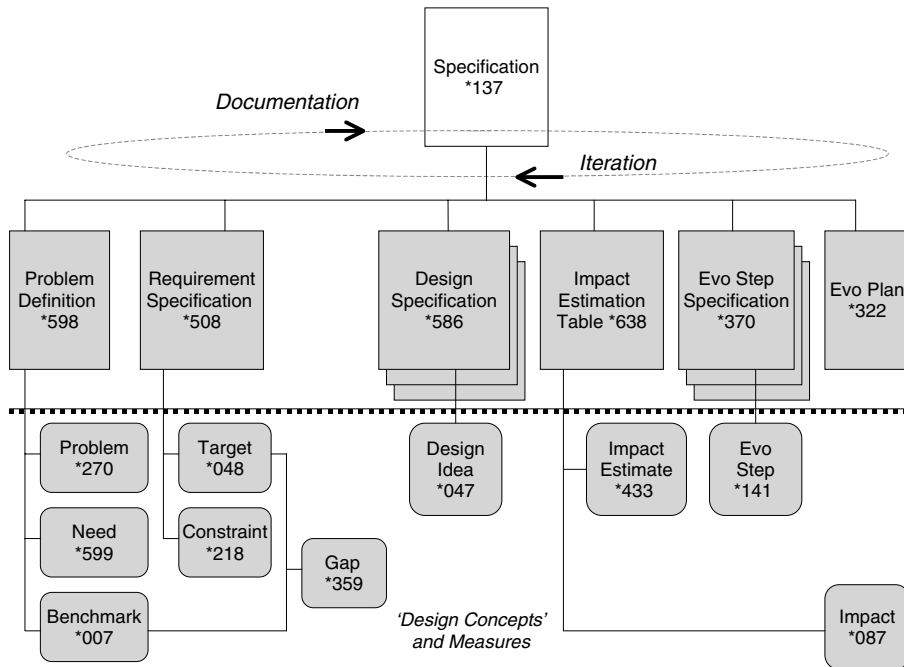 Specification
*137
Documentation
Iteration
Problem
Definition
*598
Requirement
Specification
*508
Design
Specification
*586
Impact
Estimation
Table *638
Evo Step
Specification
*370
Evo Plan
*322
Problem
*270
Target
*048
Design
Idea
*047
Impact
Estimate
*433
Evo
Step
*141
Need
*599
Constraint
*218
Gap
*359
Benchmark
*007
'Design Concepts'
and Measures
Impact
*087